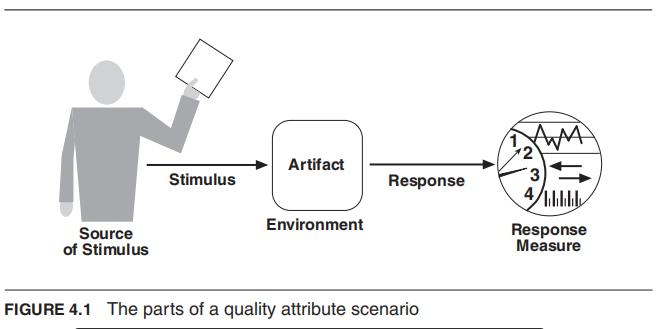 1
2
3
4
Artifact
Stimulus
Response
Environment
Source
of Stimulus
Response
Measure
FIGURE 4.1 The parts of a quality attribute scenario